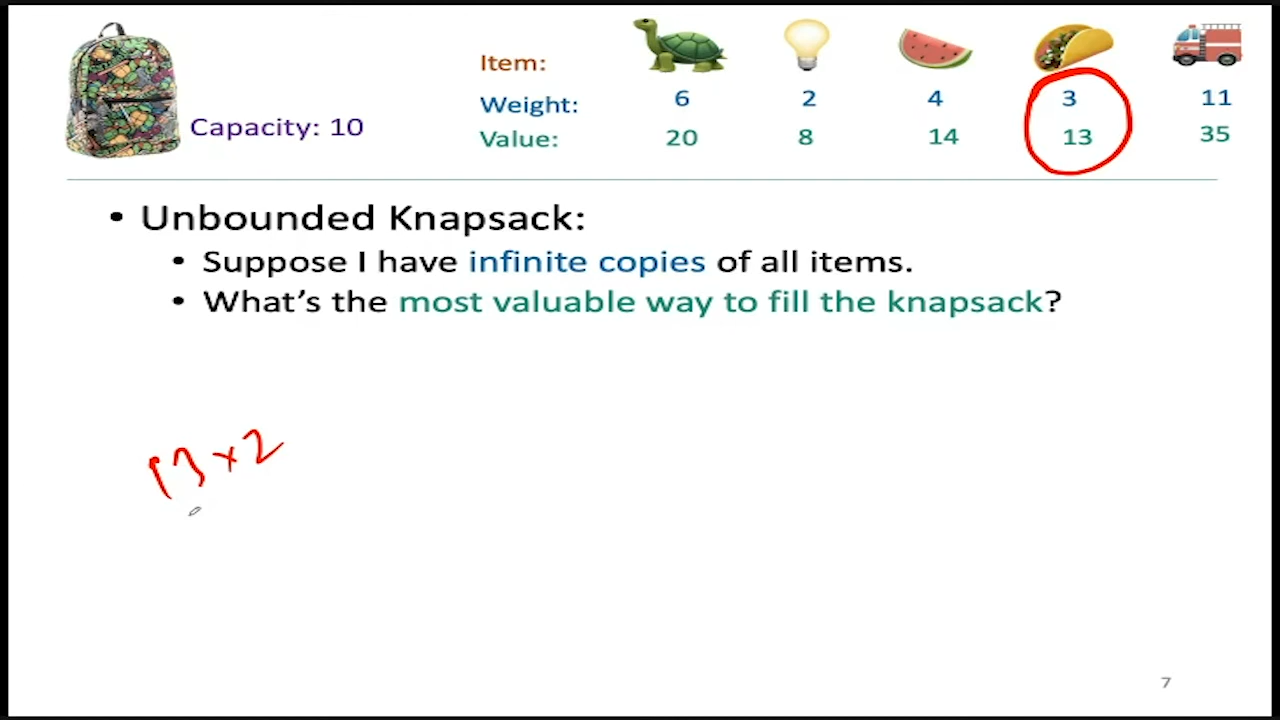 Item:
Weight: 6 2 4 3 11
Capacity: 10
Value: 20 8 14 13 35
• Unbounded Knapsack:
• Suppose I have infinite copies of all items.
• What's the most valuable way to fill the knapsack?
13 x 2
7